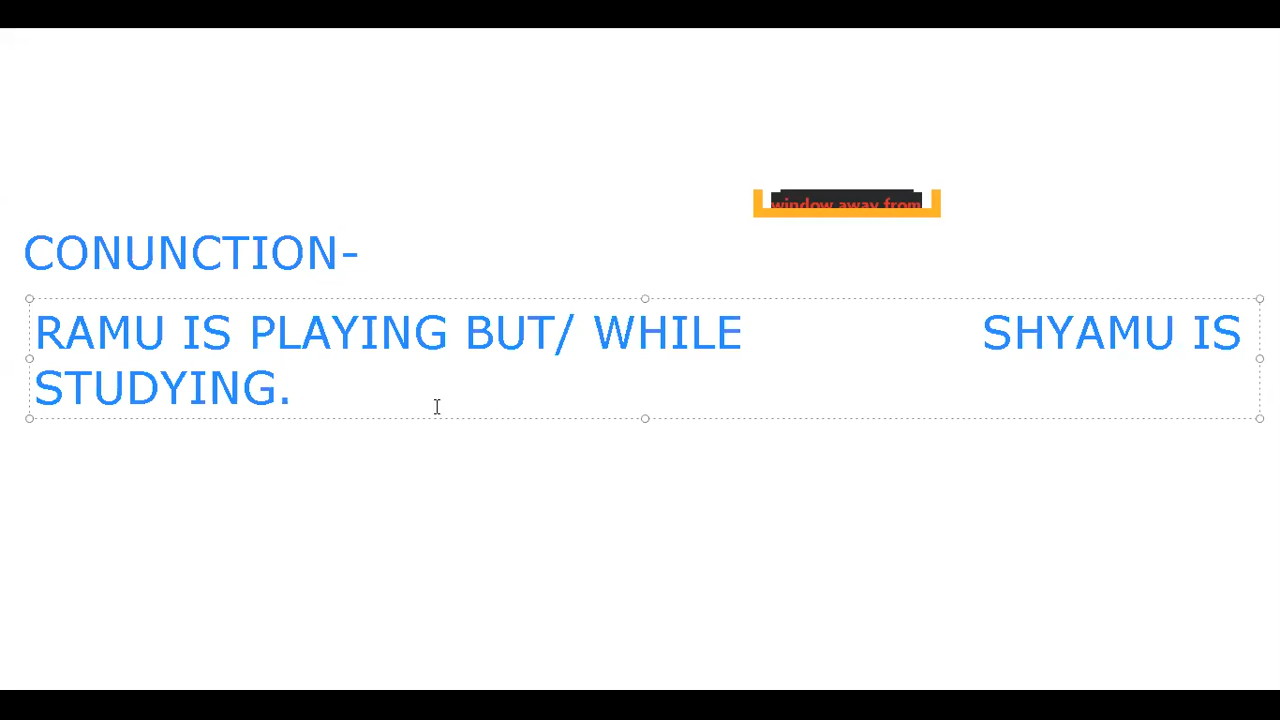 window away from
CONUNCTION-
RAMU IS PLAYING BUT/ WHILE SHYAMU IS
STUDYING.